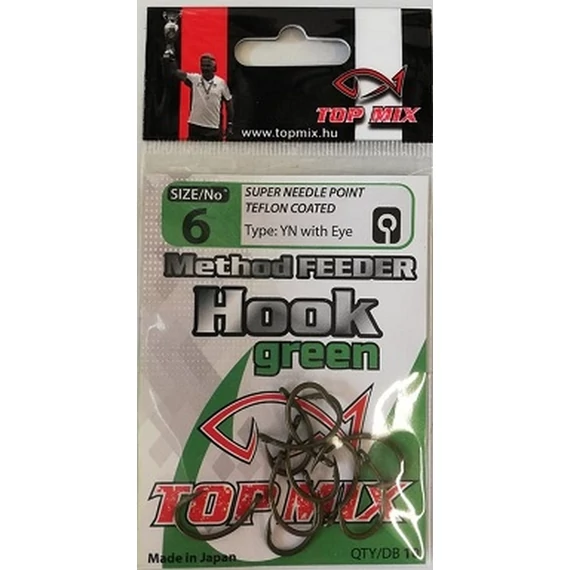 TOP MIX
www.topmix.hu
SIZE/No°
6
SUPER NEEDLE POINT
TEFLON COATED
Type: YN with Eye
Method FEEDER
Hook
green
TOP MIX
Made in Japan
QTY/DB 10